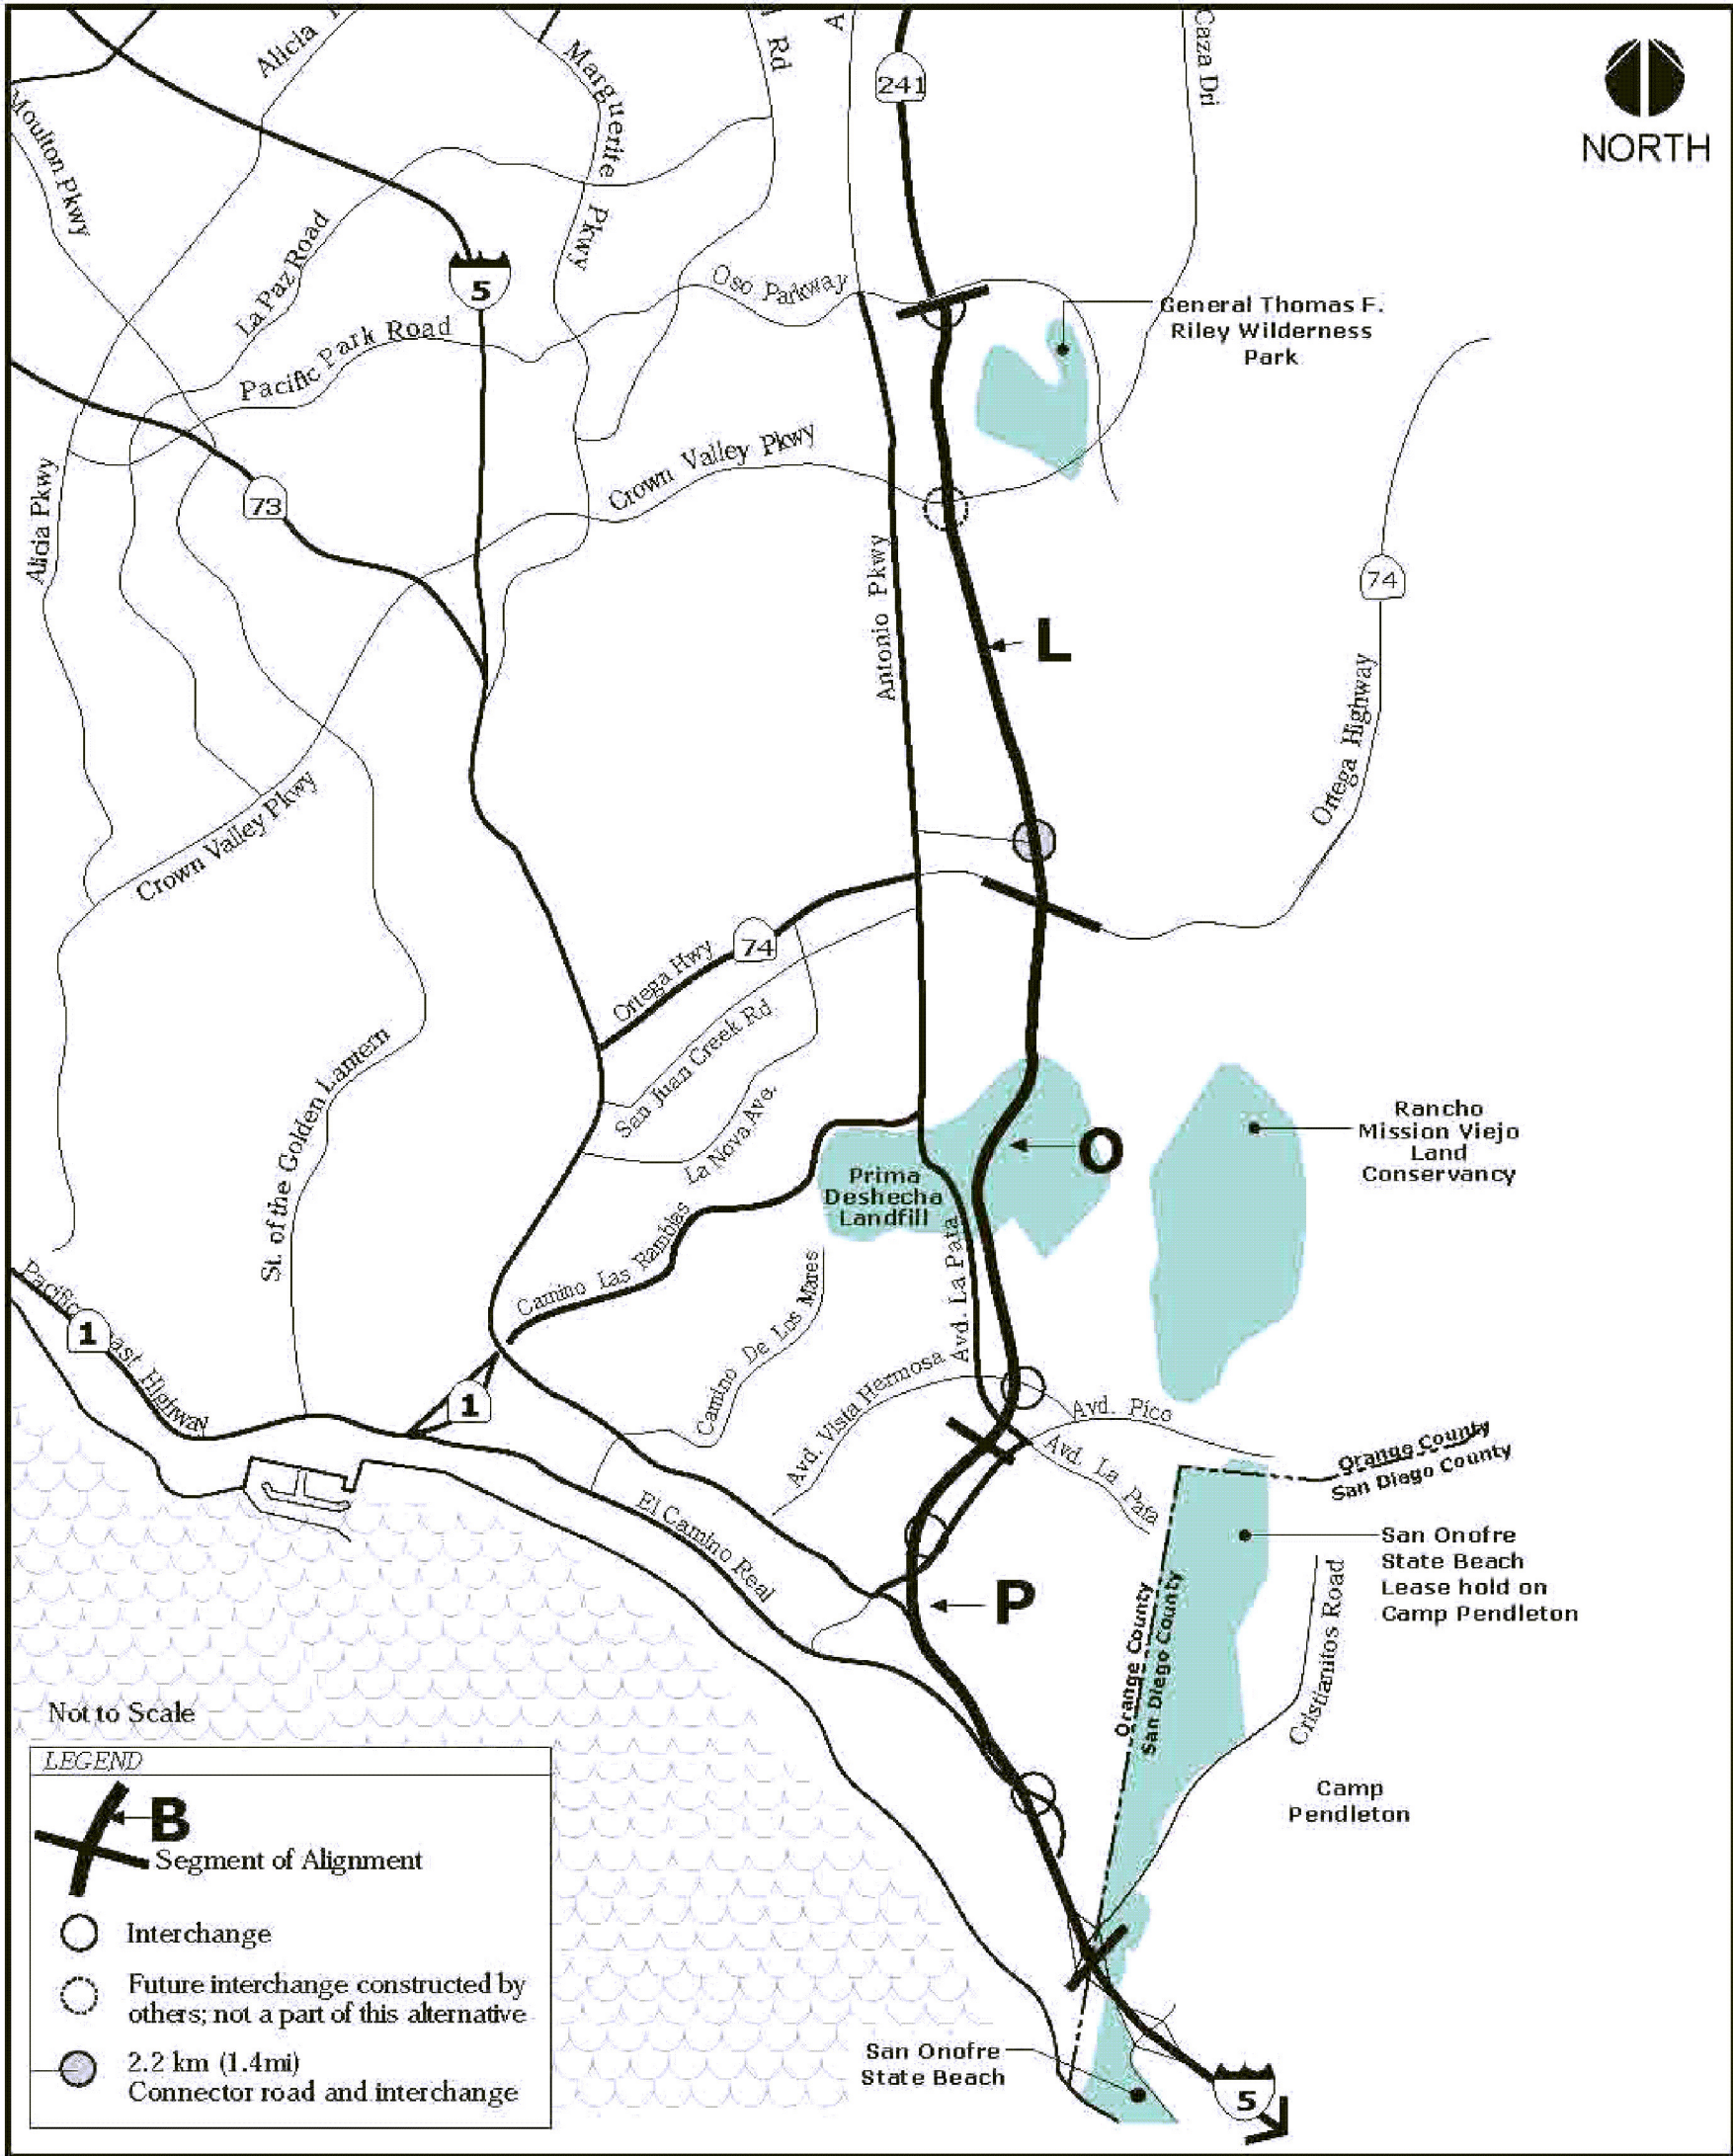 Alicia
Marguerite
Pkwy
Rd
A
241
Caza Dri
NORTH
Moulton Pkwy
La Paz Road
5
Oso Parkway
General Thomas F.
Riley Wilderness
Park
Pacific Park Road
Crown Valley Pkwy
73
Alicia Pkwy
Antonio Pkwy
74
L
Ortega Highway
Crown Valley Pkwy
74
Ortega Hwy
San Juan Creek Rd.
La Nova Ave.
St. of the Golden Lantern
O
Rancho
Mission Viejo
Land
Conservancy
Prima
Deshecha
Landfill
Avd. La Pata
Camino Las Ramblas
Camino De Los Mares
Pacific
1
ast Highway
1
Avd. Vista Hermosa
Avd. Pico
Avd. La Pata
Orange County
San Diego County
El Camino Real
San Onofre
State Beach
Lease hold on
Camp Pendleton
P
Orange County
San Diego County
Cristianitos Road
Camp
Pendleton
Not to Scale
LEGEND
B
Segment of Alignment
Interchange
Future interchange constructed by
others; not a part of this alternative
2.2 km (1.4mi)
Connector road and interchange
San Onofre
State Beach
5